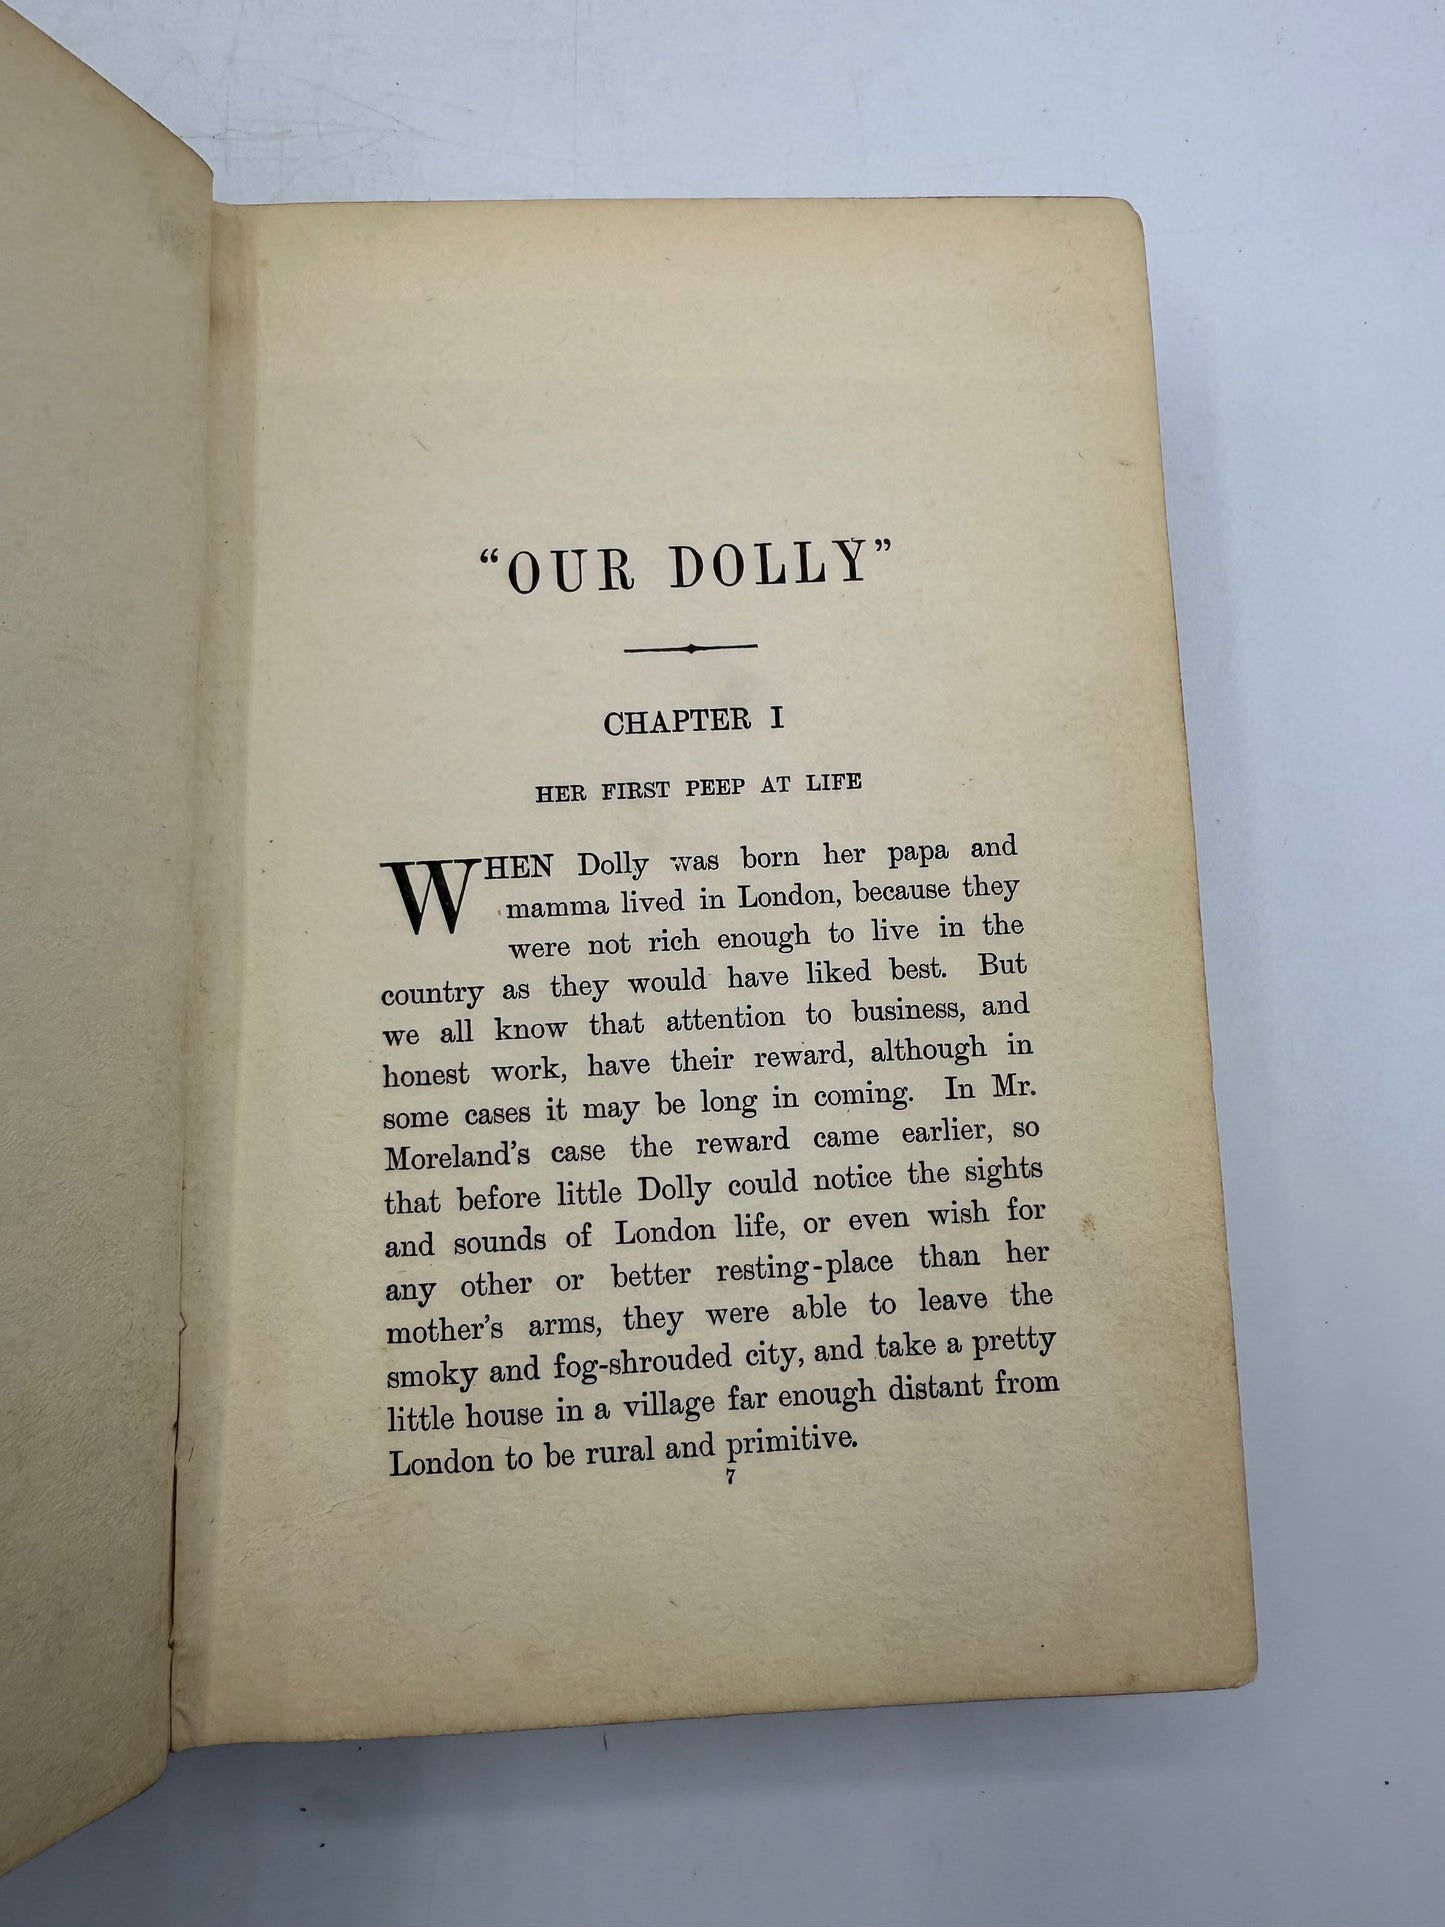 “OUR DOLLY”
CHAPTER I
HER FIRST PEEP AT LIFE
WHEN Dolly was born her papa and
mamma lived in London, because they
were not rich enough to live in the
country as they would have liked best. But
we all know that attention to business, and
honest work, have their reward, although in
some cases it may be long in coming. In Mr.
Moreland’s case the reward came earlier, so
that before little Dolly could notice the sights
and sounds of London life, or even wish for
any other or better resting-place than her
mother’s arms, they were able to leave the
smoky and fog-shrouded city, and take a pretty
little house in a village far enough distant from
London to be rural and primitive.
7